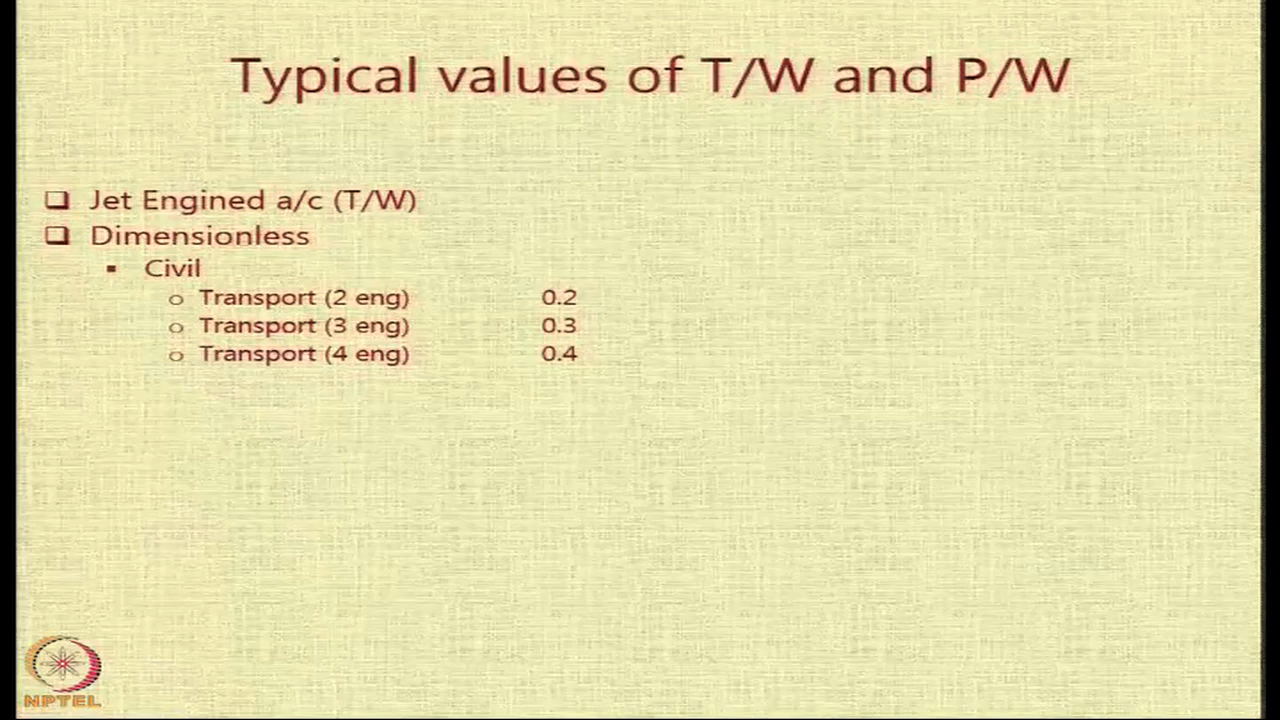 Typical values of T/W and P/W
❑ Jet Engined a/c (T/W)
❑ Dimensionless
▪ Civil
o Transport (2 eng) 0.2
o Transport (3 eng) 0.3
o Transport (4 eng) 0.4
NPTEL